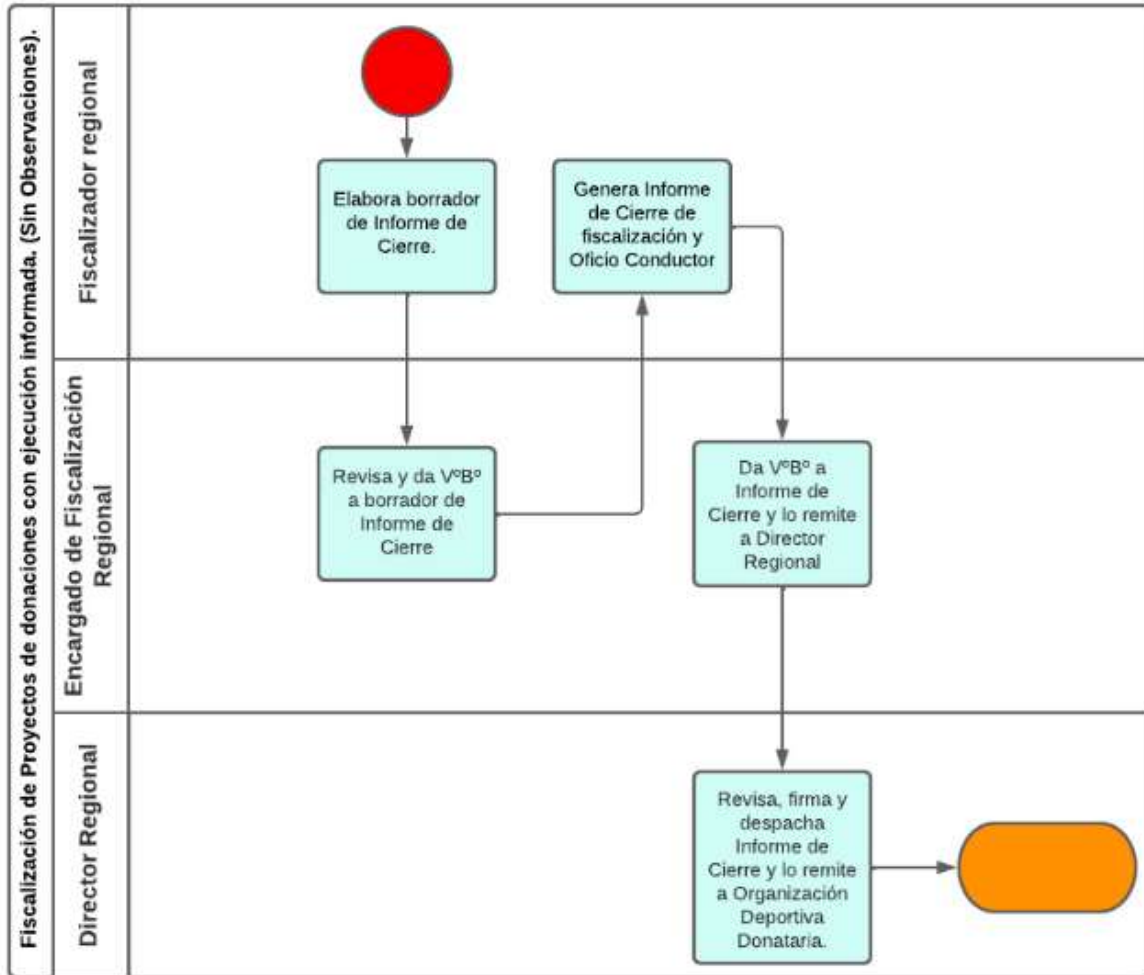 Fiscalización de Proyectos de donaciones con ejecución informada. (Sin Observaciones).
Fiscalizador regional
Elabora borrador
de Informe de
Cierre.
Genera Informe
de Cierre de
fiscalización y
Oficio Conductor
Encargado de Fiscalización
Regional
Revisa y da VºBº
a borrador de
Informe de
Cierre
Da VºBº a
Informe de
Cierre y lo remite
a Director
Regional
Director Regional
Revisa, firma y
despacha
Informe de
Cierre y lo remite
a Organización
Deportiva
Donataria.